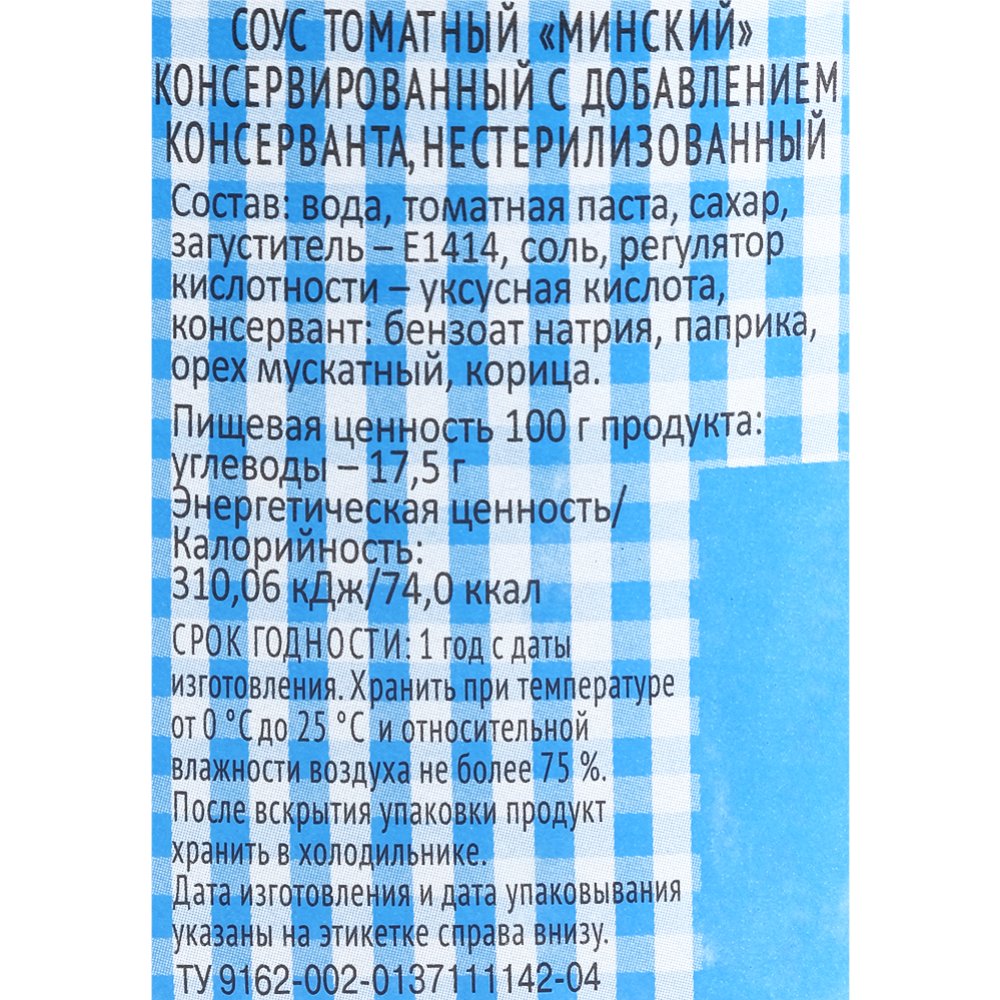 СОУС ТОМАТНЫЙ «МИНСКИЙ»
КОНСЕРВИРОВАННЫЙ С ДОБАВЛЕНИЕМ
КОНСЕРВАНТА, НЕСТЕРИЛИЗОВАННЫЙ
Состав: вода, томатная паста, сахар,
загуститель – Е1414, соль, регулятор
кислотности – уксусная кислота,
консервант: бензоат натрия, паприка,
орех мускатный, корица.
Пищевая ценность 100 г продукта:
углеводы – 17,5 г
Энергетическая ценность/
Калорийность:
310,06 кДж/74,0 ккал
СРОК ГОДНОСТИ: 1 год с даты
изготовления. Хранить при температуре
от 0 °С до 25 °С и относительной
влажности воздуха не более 75 %.
После вскрытия упаковки продукт
хранить в холодильнике.
Дата изготовления и дата упаковывания
указаны на этикетке справа внизу.
ТУ 9162-002-0137111142-04